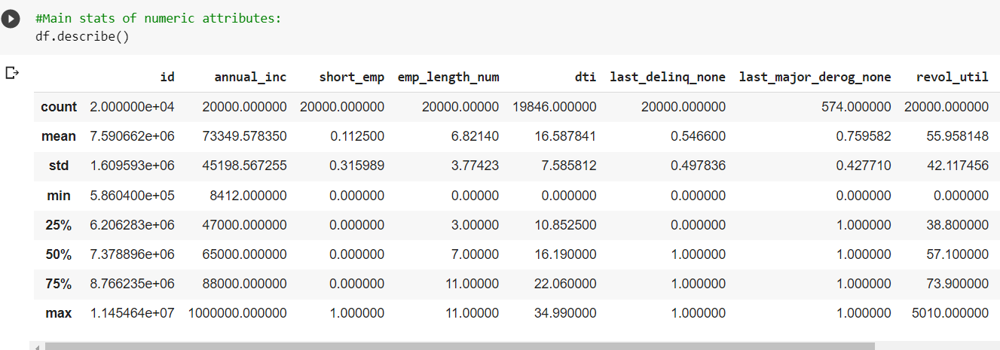 #Main stats of numeric attributes:
df.describe()
id annual_inc short_emp emp_length_num dti last_delinq_none last_major_derog_none revol_util
count 2.000000e+04 20000.000000 20000.000000 20000.00000 19846.000000 20000.000000 574.000000 20000.000000
mean 7.590662e+06 73349.578350 0.112500 6.82140 16.587841 0.546600 0.759582 55.958148
std 1.609593e+06 45198.567255 0.315989 3.77423 7.585812 0.497836 0.427710 42.117456
min 5.860400e+05 8412.000000 0.000000 0.00000 0.000000 0.000000 0.000000 0.000000
25% 6.206283e+06 47000.000000 0.000000 3.00000 10.852500 0.000000 1.000000 38.800000
50% 7.378896e+06 65000.000000 0.000000 7.00000 16.190000 1.000000 1.000000 57.100000
75% 8.766235e+06 88000.000000 0.000000 11.00000 22.060000 1.000000 1.000000 73.900000
max 1.145464e+07 1000000.000000 1.000000 11.00000 34.990000 1.000000 1.000000 5010.000000